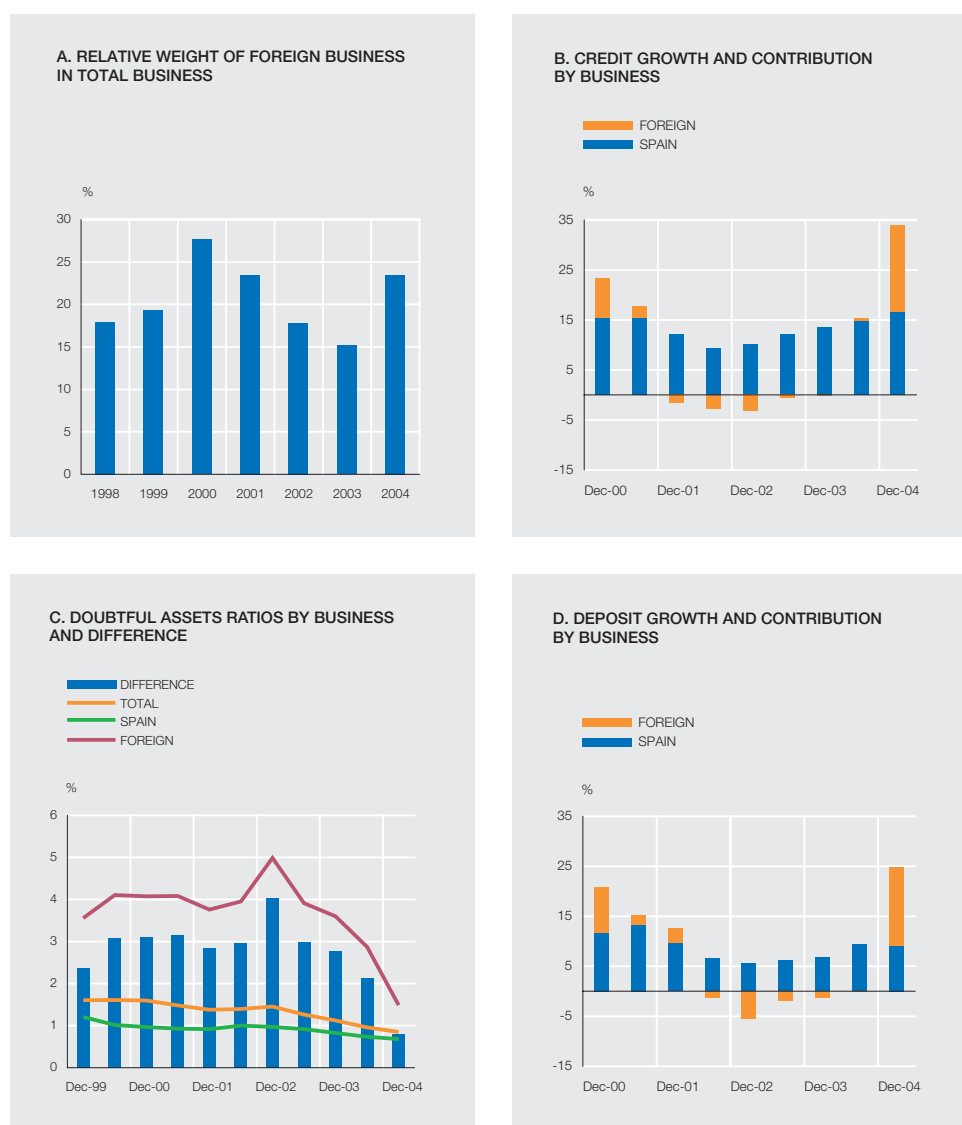 A. RELATIVE WEIGHT OF FOREIGN BUSINESS
IN TOTAL BUSINESS
%
30
25
20
15
10
5
0
1998 1999 2000 2001 2002 2003 2004
B. CREDIT GROWTH AND CONTRIBUTION
BY BUSINESS
FOREIGN
SPAIN
%
35
25
15
5
-5
-15
Dec-00 Dec-01 Dec-02 Dec-03 Dec-04
C. DOUBTFUL ASSETS RATIOS BY BUSINESS
AND DIFFERENCE
DIFFERENCE
TOTAL
SPAIN
FOREIGN
%
6
5
4
3
2
1
0
Dec-99 Dec-00 Dec-01 Dec-02 Dec-03 Dec-04
D. DEPOSIT GROWTH AND CONTRIBUTION
BY BUSINESS
FOREIGN
SPAIN
%
35
25
15
5
-5
-15
Dec-00 Dec-01 Dec-02 Dec-03 Dec-04